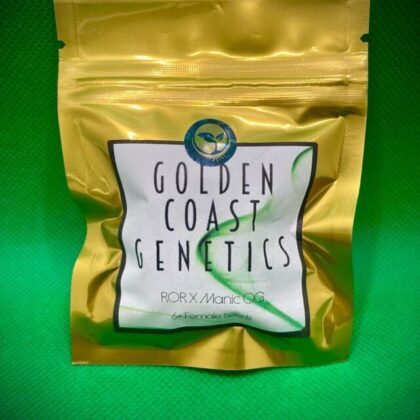 GOLDEN
COAST
GENETICS
ROR X Manic OG
6+ Female Seeds